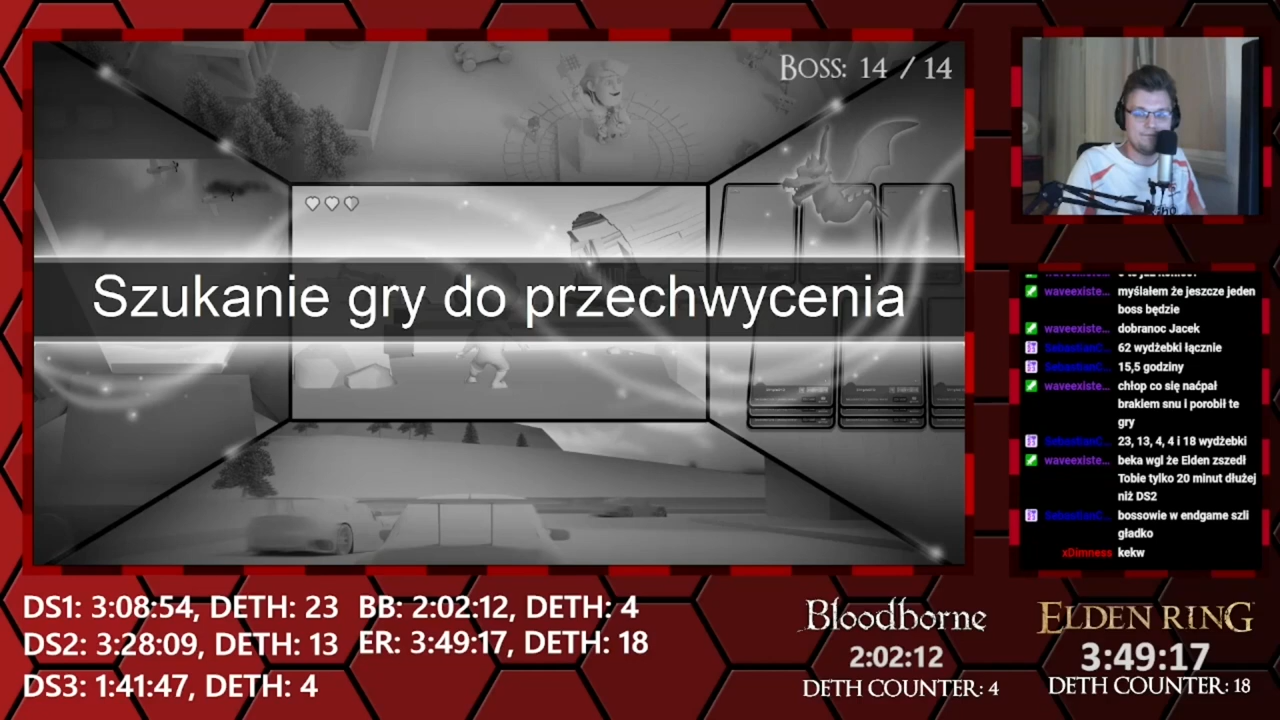 BOSS: 14 / 14
Szukanie gry do przechwycenia
waveexiste... myślałem że jeszcze jeden
boss będzie
waveexiste... dobranoc Jacek
SebastianC... 62 wydżebki łącznie
SebastianC... 15,5 godziny
waveexiste... chłop co się naćpał
brakiem snu i porobił te
gry
SebastianC... 23, 13, 4, 4 i 18 wydżebki
waveexiste... beka wgl że Elden zszedł
Tobie tylko 20 minut dłużej
niż DS2
SebastianC... bossowie w endgame szli
gładko
xDimness kekw
DS1: 3:08:54, DETH: 23 BB: 2:02:12, DETH: 4
DS2: 3:28:09, DETH: 13 ER: 3:49:17, DETH: 18
DS3: 1:41:47, DETH: 4
Bloodborne
2:02:12
DETH COUNTER: 4
ELDEN RING
3:49:17
DETH COUNTER: 18